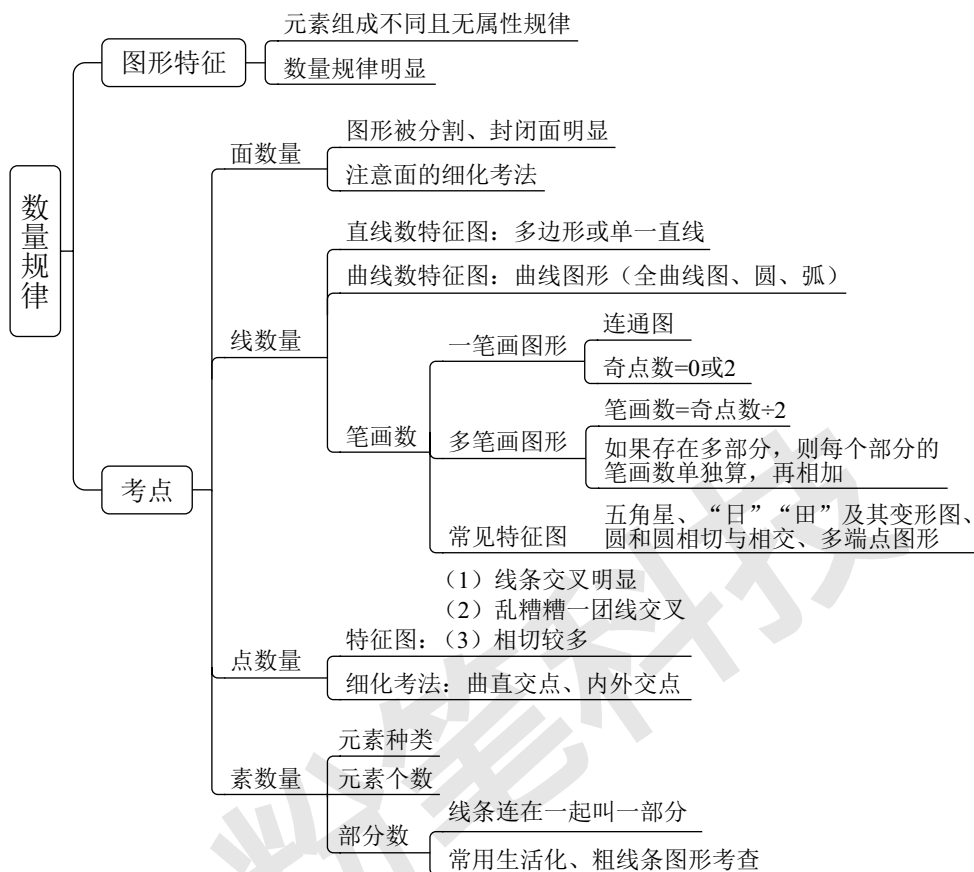 元素组成不同且无属性规律
图形特征
数量规律明显
图形被分割、封闭面明显
面数量
注意面的细化考法
数量规律
直线数特征图：多边形或单一直线
曲线数特征图：曲线图形（全曲线图、圆、弧）
线数量
连通图
一笔画图形
奇点数=0或2
笔画数
笔画数=奇点数÷2
多笔画图形
如果存在多部分，则每个部分的
笔画数单独算，再相加
考点
五角星、“日”“田”及其变形图、
常见特征图
圆和圆相切与相交、多端点图形
（1）线条交叉明显
（2）乱糟糟一团线交叉
特征图：（3）相切较多
点数量
细化考法：曲直交点、内外交点
元素种类
素数量
元素个数
线条连在一起叫一部分
部分数
常用生活化、粗线条图形考查
粉笔科技